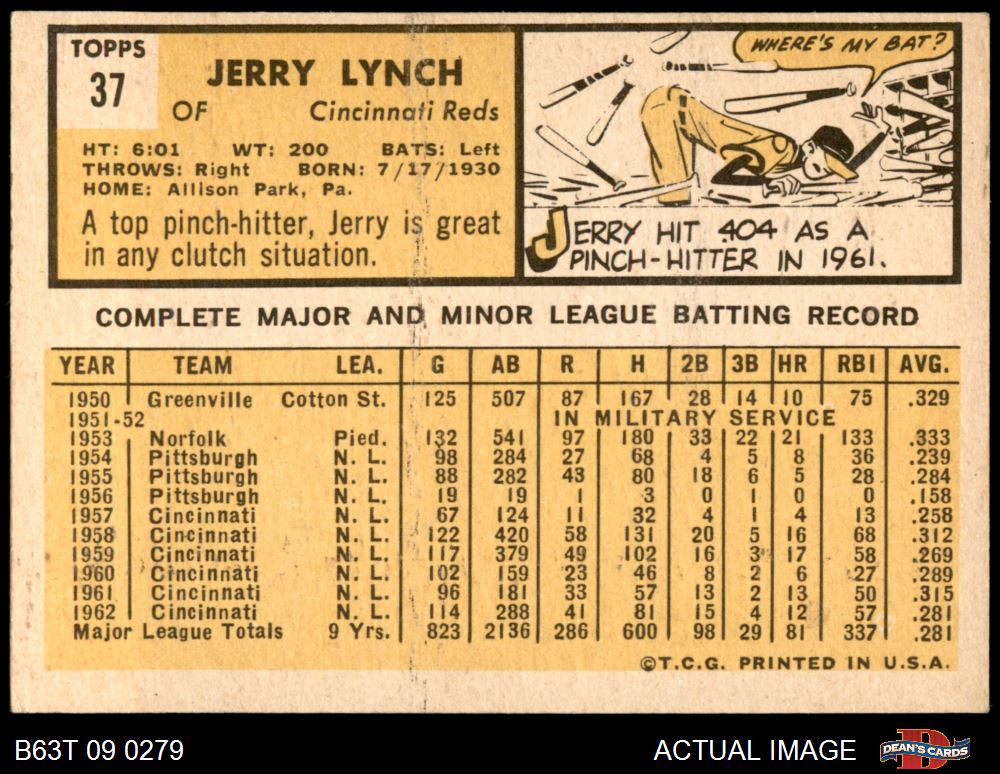 TOPPS
37
JERRY LYNCH
OF Cincinnati Reds
HT: 6:01 WT: 200 BATS: Left
THROWS: Right BORN: 7/17/1930
HOME: Allison Park, Pa.
A top pinch-hitter, Jerry is great
in any clutch situation.
WHERE'S MY BAT?
JERRY HIT .404 AS A
PINCH-HITTER IN 1961.
COMPLETE MAJOR AND MINOR LEAGUE BATTING RECORD
YEAR TEAM LEA. G AB R H 2B 3B HR RBI AVG.
1950 Greenville Cotton St. 125 507 87 167 28 14 10 75 .329
1951-52 IN MILITARY SERVICE
1953 Norfolk Pied. 132 541 97 180 33 22 21 133 .333
1954 Pittsburgh N. L. 98 284 27 68 4 5 8 36 .239
1955 Pittsburgh N. L. 88 282 43 80 18 6 5 28 .284
1956 Pittsburgh N. L. 19 19 1 3 0 1 0 0 .158
1957 Cincinnati N. L. 67 124 11 32 4 1 4 13 .258
1958 Cincinnati N. L. 122 420 58 131 20 5 16 68 .312
1959 Cincinnati N. L. 117 379 49 102 16 3 17 58 .269
1960 Cincinnati N. L. 102 159 23 46 8 2 6 27 .289
1961 Cincinnati N. L. 96 181 33 57 13 2 13 50 .315
1962 Cincinnati N. L. 114 288 41 81 15 4 12 57 .281
Major League Totals 9 Yrs. 823 2136 286 600 98 29 81 337 .281
©T.C.G. PRINTED IN U.S.A.
B63T 09 0279 ACTUAL IMAGE DEAN'S CARDS